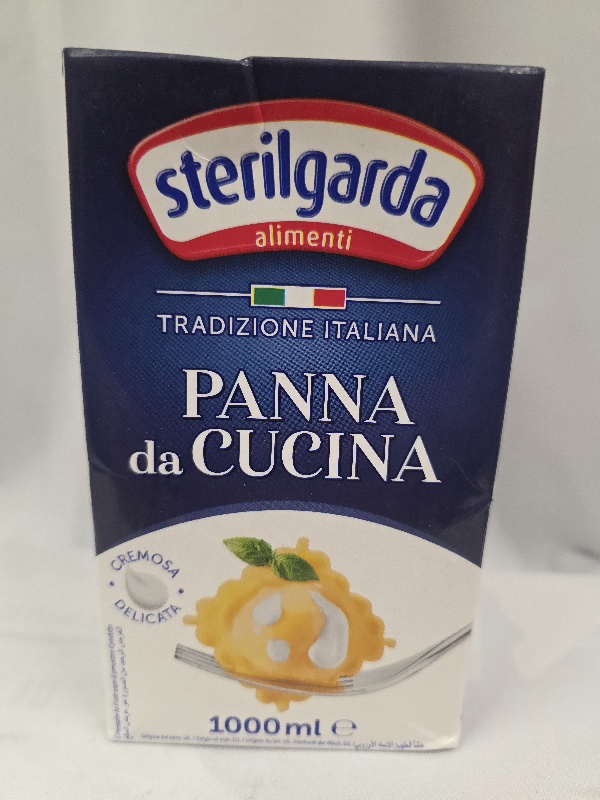 sterilgarda
alimenti
TRADIZIONE ITALIANA
PANNA
da CUCINA
CREMOSA
DELICATA
1000ml ℮